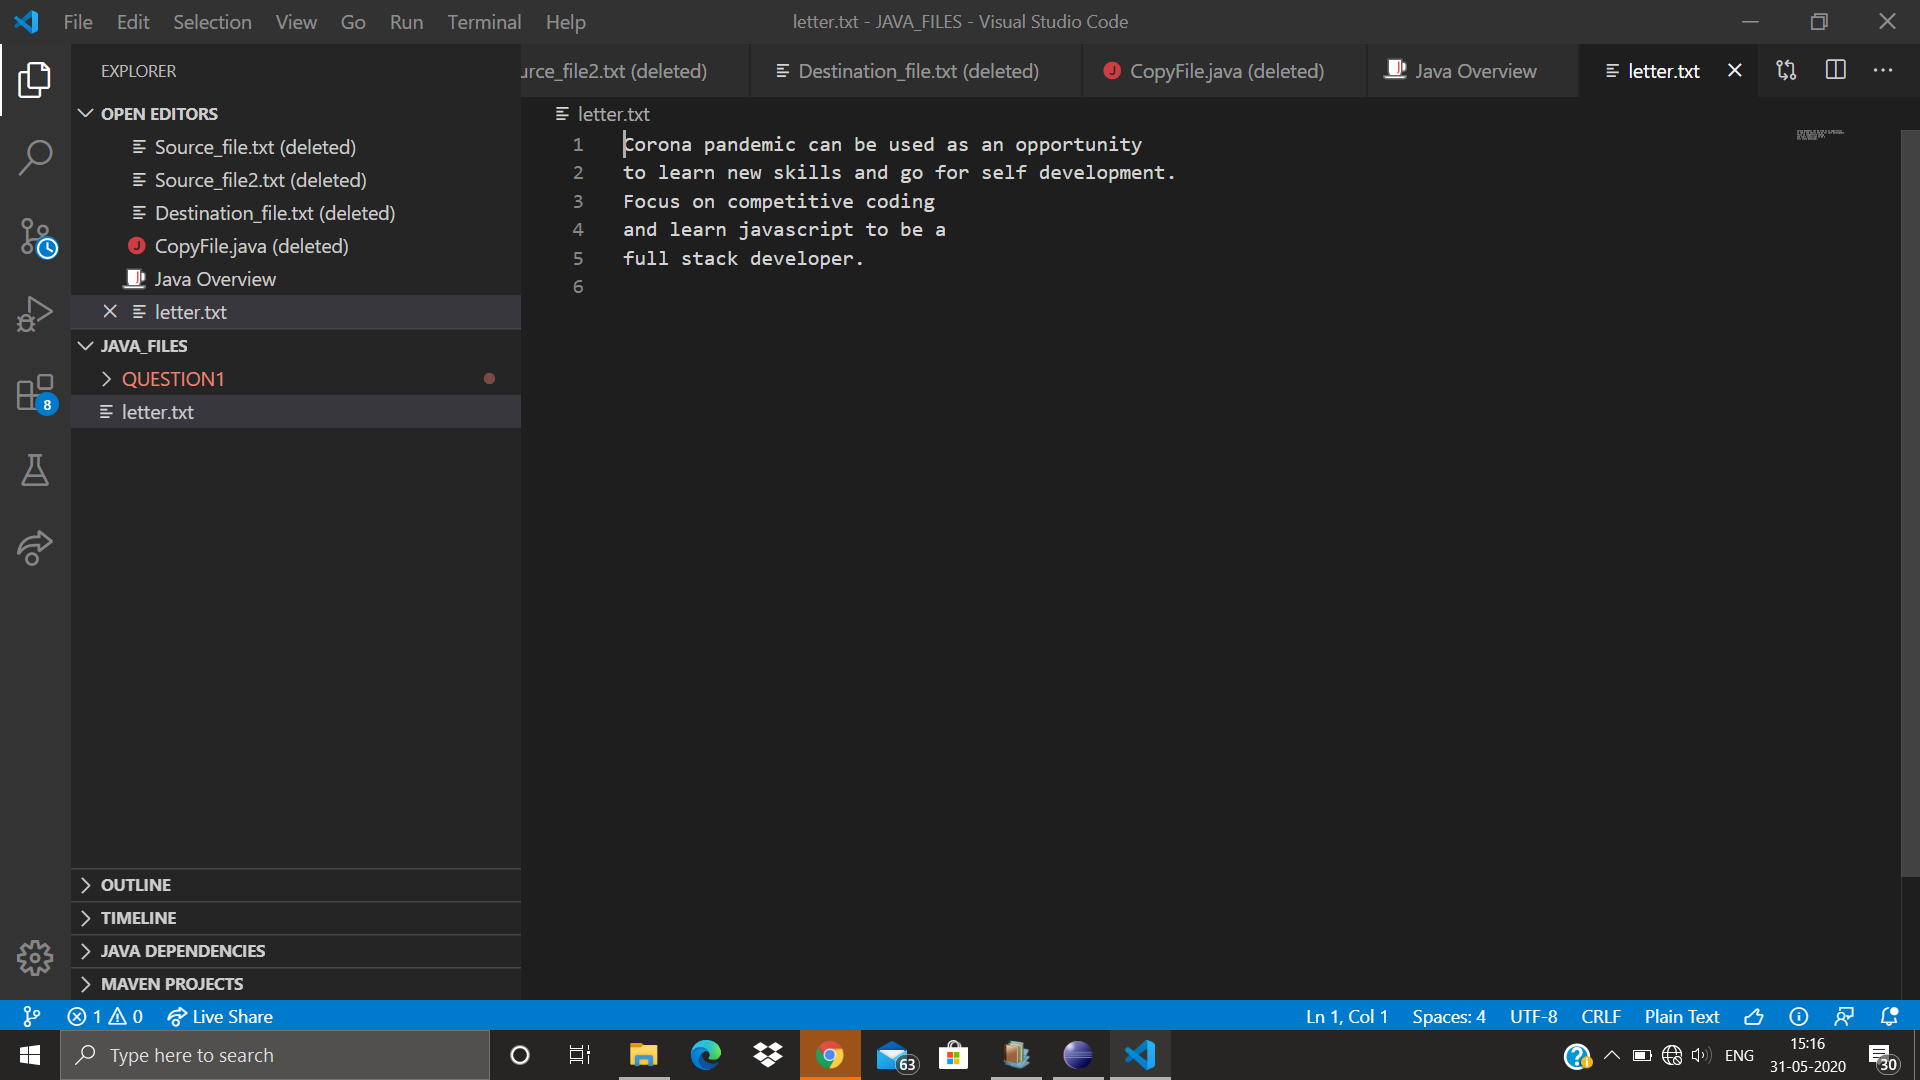 File Edit Selection View Go Run Terminal Help
letter.txt - JAVA_FILES - Visual Studio Code
EXPLORER
OPEN EDITORS
Source_file.txt (deleted)
Source_file2.txt (deleted)
Destination_file.txt (deleted)
J CopyFile.java (deleted)
Java Overview
letter.txt
JAVA_FILES
QUESTION1
letter.txt
8
OUTLINE
TIMELINE
JAVA DEPENDENCIES
MAVEN PROJECTS
urce_file2.txt (deleted) Destination_file.txt (deleted) J CopyFile.java (deleted) Java Overview letter.txt
letter.txt
1 Corona pandemic can be used as an opportunity
2 to learn new skills and go for self development.
3 Focus on competitive coding
4 and learn javascript to be a
5 full stack developer.
6
1 0 Live Share Ln 1, Col 1 Spaces: 4 UTF-8 CRLF Plain Text
Type here to search 63 ENG 15:16
31-05-2020 30